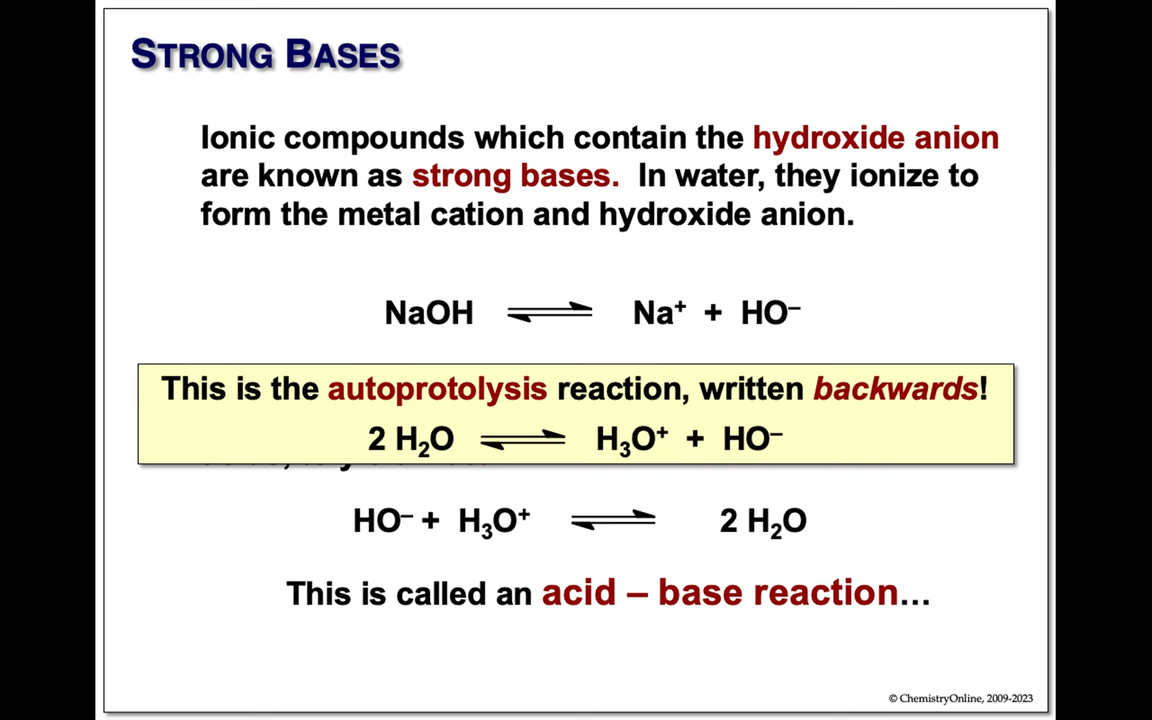 STRONG BASES
Ionic compounds which contain the hydroxide anion
are known as strong bases. In water, they ionize to
form the metal cation and hydroxide anion.
NaOH ⇌ Na⁺ + HO⁻
This is the autoprotolysis reaction, written backwards!
2 H₂O ⇌ H₃O⁺ + HO⁻
HO⁻ + H₃O⁺ ⇌ 2 H₂O
This is called an acid – base reaction…
© ChemistryOnline, 2009-2023